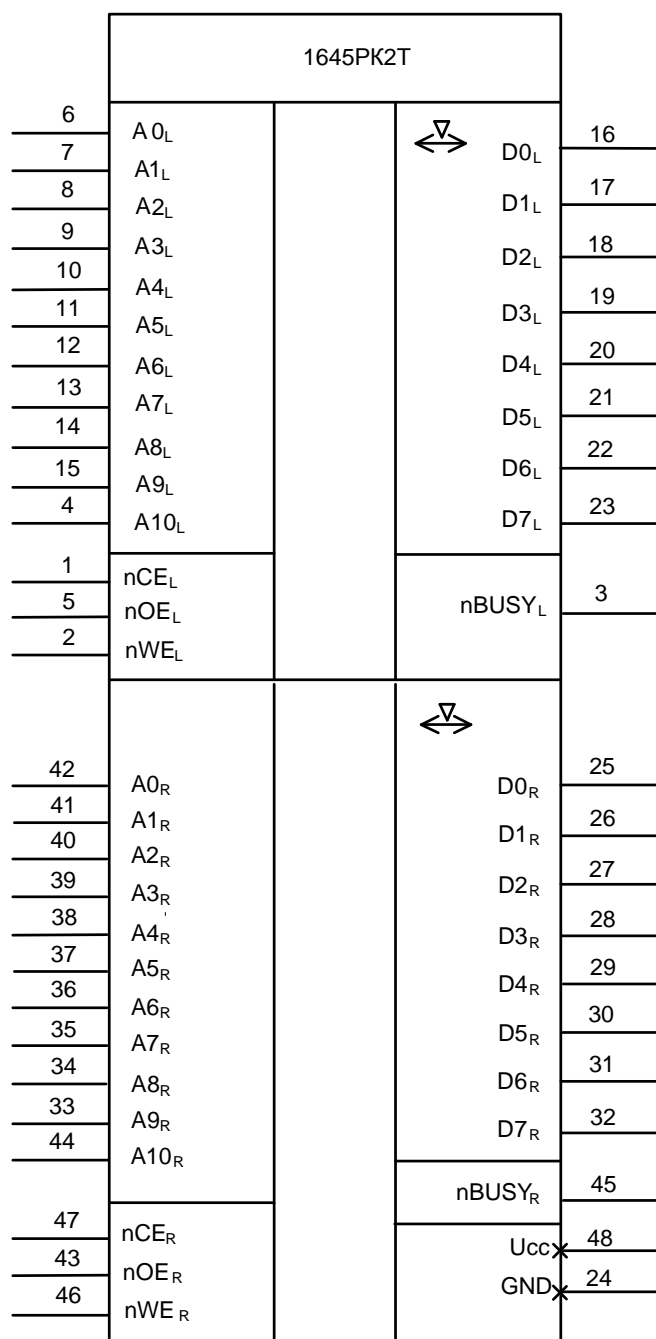 1645РК2Т
6 A0L D0L 16
7 A1L D1L 17
8 A2L D2L 18
9 A3L D3L 19
10 A4L D4L 20
11 A5L D5L 21
12 A6L D6L 22
13 A7L D7L 23
14 A8L
15 A9L
4 A10L
1 nCEL nBUSYL 3
5 nOEL
2 nWEL
42 A0R D0R 25
41 A1R D1R 26
40 A2R D2R 27
39 A3R D3R 28
38 A4R D4R 29
37 A5R D5R 30
36 A6R D6R 31
35 A7R D7R 32
34 A8R
33 A9R
44 A10R
nBUSYR 45
47 nCER Ucc 48
43 nOER GND 24
46 nWER